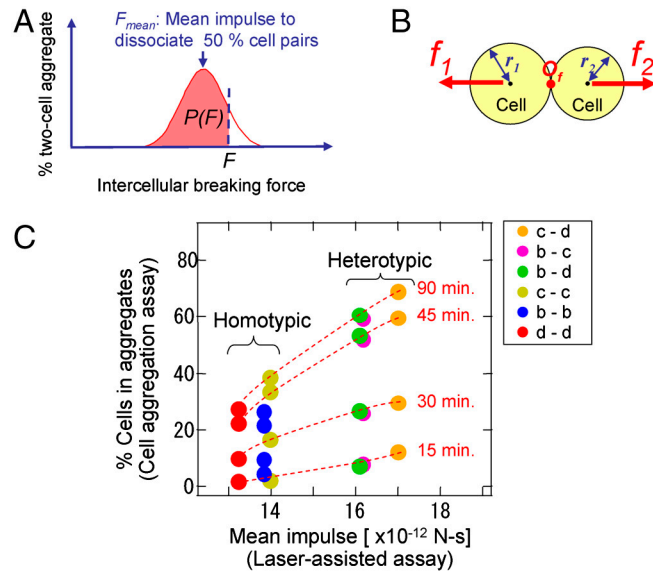 A
F_mean: Mean impulse to
dissociate 50 % cell pairs
% two-cell aggregate
P(F)
F
Intercellular breaking force
B
f1
r1
Of
r2
f2
Cell
Cell
C
% Cells in aggregates
(Cell aggregation assay)
80
60
40
20
0
Homotypic
Heterotypic
90 min.
45 min.
30 min.
15 min.
14
16
18
Mean impulse [ x10⁻¹² N-s]
(Laser-assisted assay)
c - d
b - c
b - d
c - c
b - b
d - d